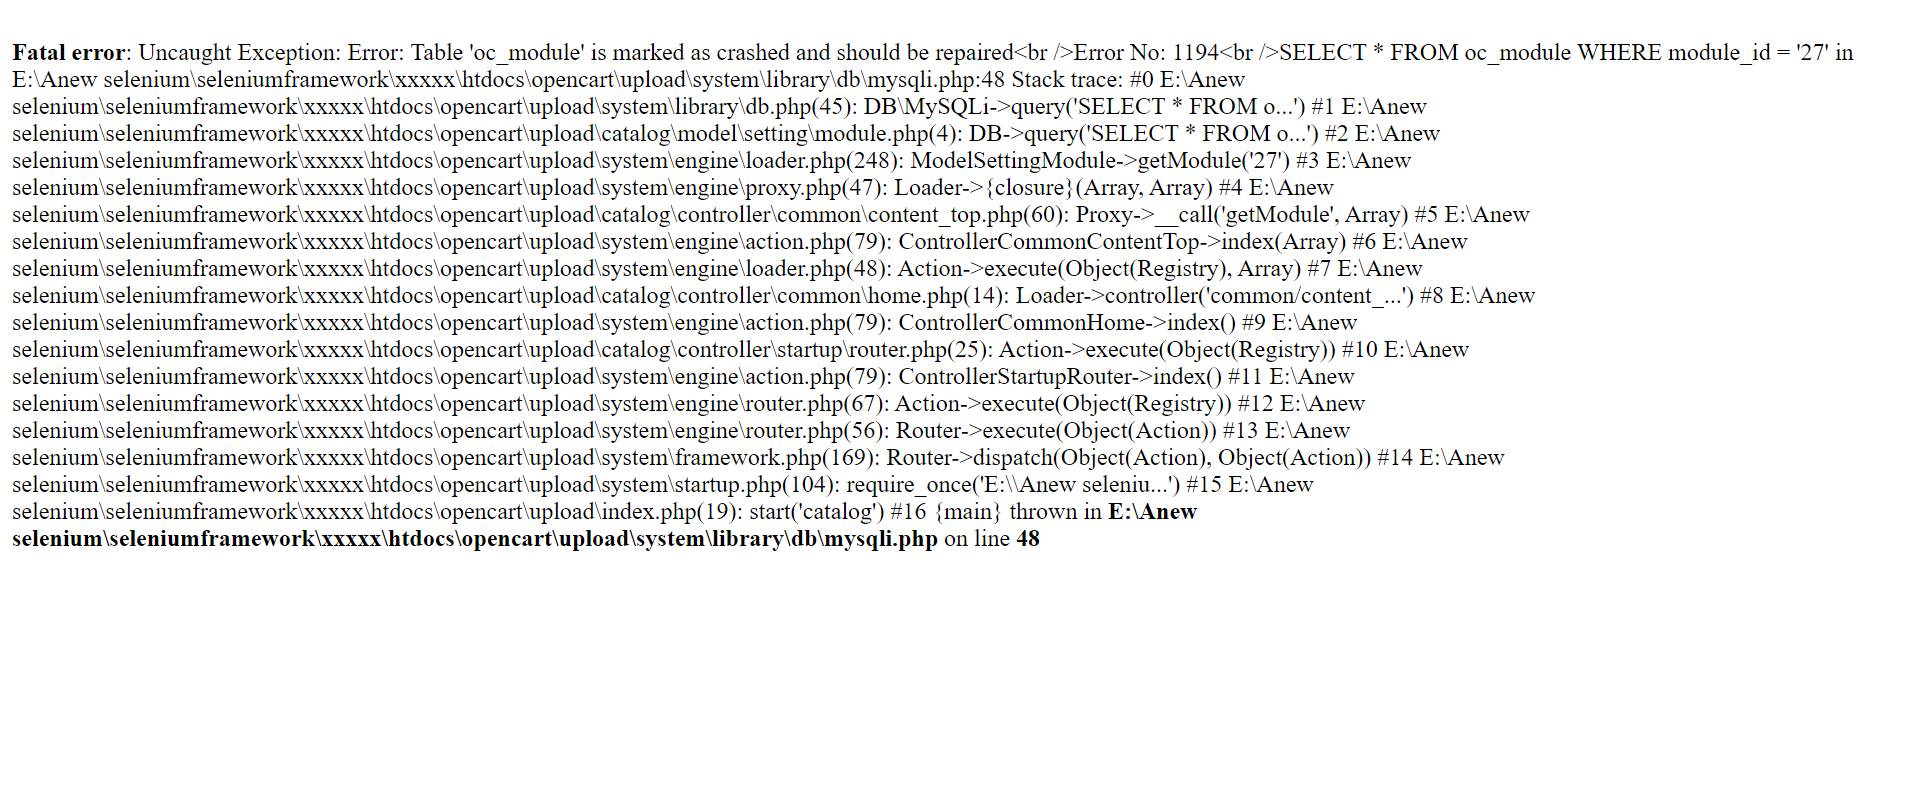 Fatal error: Uncaught Exception: Error: Table 'oc_module' is marked as crashed and should be repaired<br />Error No: 1194<br />SELECT * FROM oc_module WHERE module_id = '27' in
E:\Anew selenium\seleniumframework\xxxxx\htdocs\opencart\upload\system\library\db\mysqli.php:48 Stack trace: #0 E:\Anew
selenium\seleniumframework\xxxxx\htdocs\opencart\upload\system\library\db.php(45): DB\MySQLi->query('SELECT * FROM o...') #1 E:\Anew
selenium\seleniumframework\xxxxx\htdocs\opencart\upload\catalog\model\setting\module.php(4): DB->query('SELECT * FROM o...') #2 E:\Anew
selenium\seleniumframework\xxxxx\htdocs\opencart\upload\system\engine\loader.php(248): ModelSettingModule->getModule('27') #3 E:\Anew
selenium\seleniumframework\xxxxx\htdocs\opencart\upload\system\engine\proxy.php(47): Loader->{closure}(Array, Array) #4 E:\Anew
selenium\seleniumframework\xxxxx\htdocs\opencart\upload\catalog\controller\common\content_top.php(60): Proxy->__call('getModule', Array) #5 E:\Anew
selenium\seleniumframework\xxxxx\htdocs\opencart\upload\system\engine\action.php(79): ControllerCommonContentTop->index(Array) #6 E:\Anew
selenium\seleniumframework\xxxxx\htdocs\opencart\upload\system\engine\loader.php(48): Action->execute(Object(Registry), Array) #7 E:\Anew
selenium\seleniumframework\xxxxx\htdocs\opencart\upload\catalog\controller\common\home.php(14): Loader->controller('common/content_...') #8 E:\Anew
selenium\seleniumframework\xxxxx\htdocs\opencart\upload\system\engine\action.php(79): ControllerCommonHome->index() #9 E:\Anew
selenium\seleniumframework\xxxxx\htdocs\opencart\upload\catalog\controller\startup\router.php(25): Action->execute(Object(Registry)) #10 E:\Anew
selenium\seleniumframework\xxxxx\htdocs\opencart\upload\system\engine\action.php(79): ControllerStartupRouter->index() #11 E:\Anew
selenium\seleniumframework\xxxxx\htdocs\opencart\upload\system\engine\router.php(67): Action->execute(Object(Registry)) #12 E:\Anew
selenium\seleniumframework\xxxxx\htdocs\opencart\upload\system\engine\router.php(56): Router->execute(Object(Action)) #13 E:\Anew
selenium\seleniumframework\xxxxx\htdocs\opencart\upload\system\framework.php(169): Router->dispatch(Object(Action), Object(Action)) #14 E:\Anew
selenium\seleniumframework\xxxxx\htdocs\opencart\upload\system\startup.php(104): require_once('E:\\Anew seleniu...') #15 E:\Anew
selenium\seleniumframework\xxxxx\htdocs\opencart\upload\index.php(19): start('catalog') #16 {main} thrown in E:\Anew
selenium\seleniumframework\xxxxx\htdocs\opencart\upload\system\library\db\mysqli.php on line 48